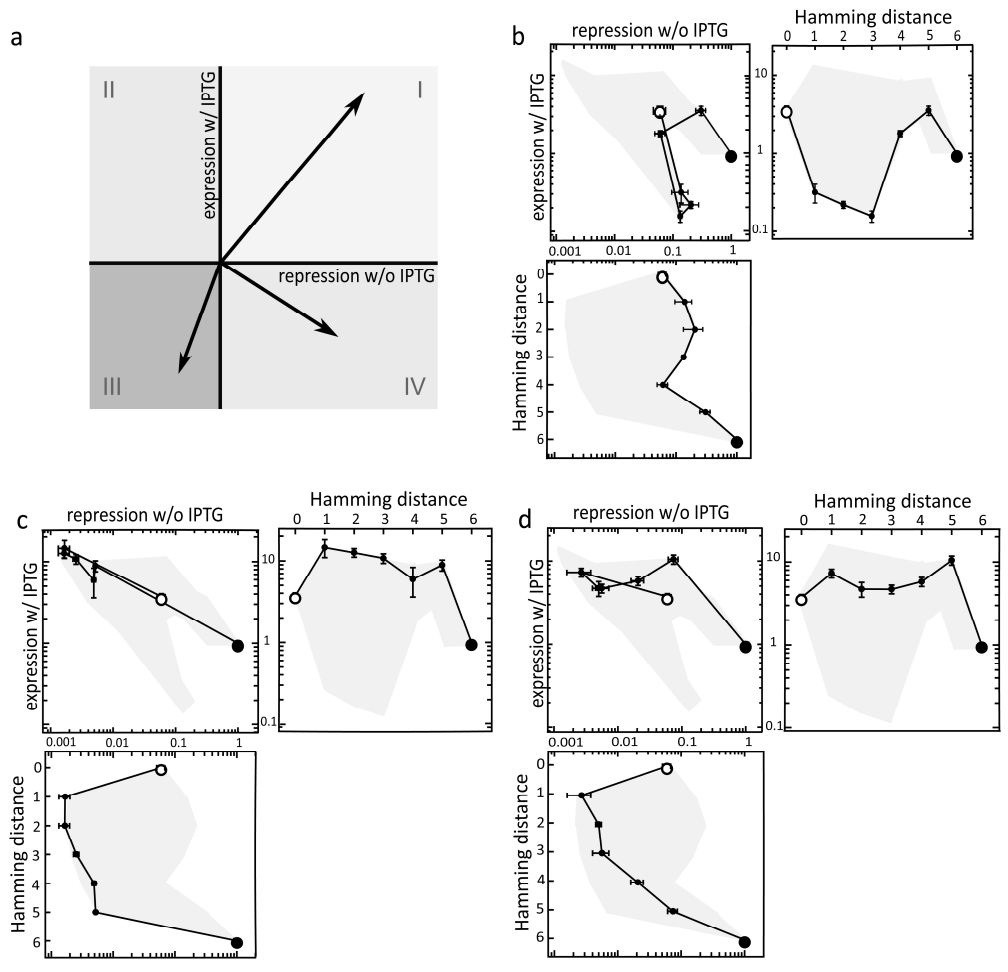 a
II
I
expression w/ IPTG
repression w/o IPTG
III
IV
b
repression w/o IPTG
Hamming distance
0 1 2 3 4 5 6
expression w/ IPTG
10
1
0.1
0.001 0.01 0.1 1
Hamming distance
0
1
2
3
4
5
6
c
repression w/o IPTG
Hamming distance
0 1 2 3 4 5 6
expression w/ IPTG
10
1
0.1
0.001 0.01 0.1 1
Hamming distance
0
1
2
3
4
5
6
d
repression w/o IPTG
Hamming distance
0 1 2 3 4 5 6
expression w/ IPTG
10
1
0.1
0.001 0.01 0.1 1
Hamming distance
0
1
2
3
4
5
6